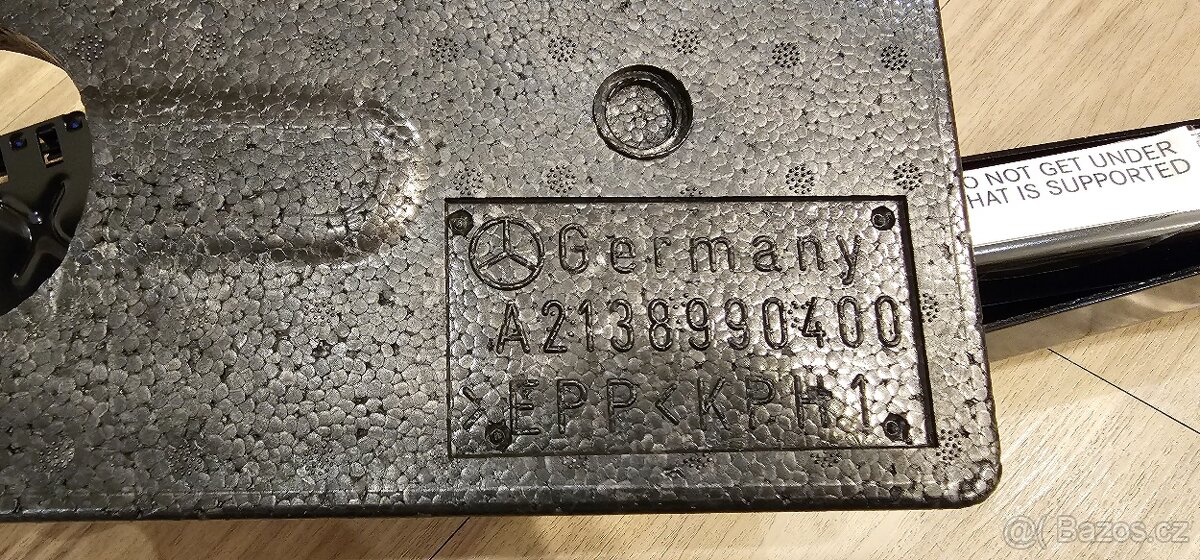 Germany
A2138990400
>EPP<KPH1
O NOT GET UNDER
HAT IS SUPPORTED
@( Bazos.cz